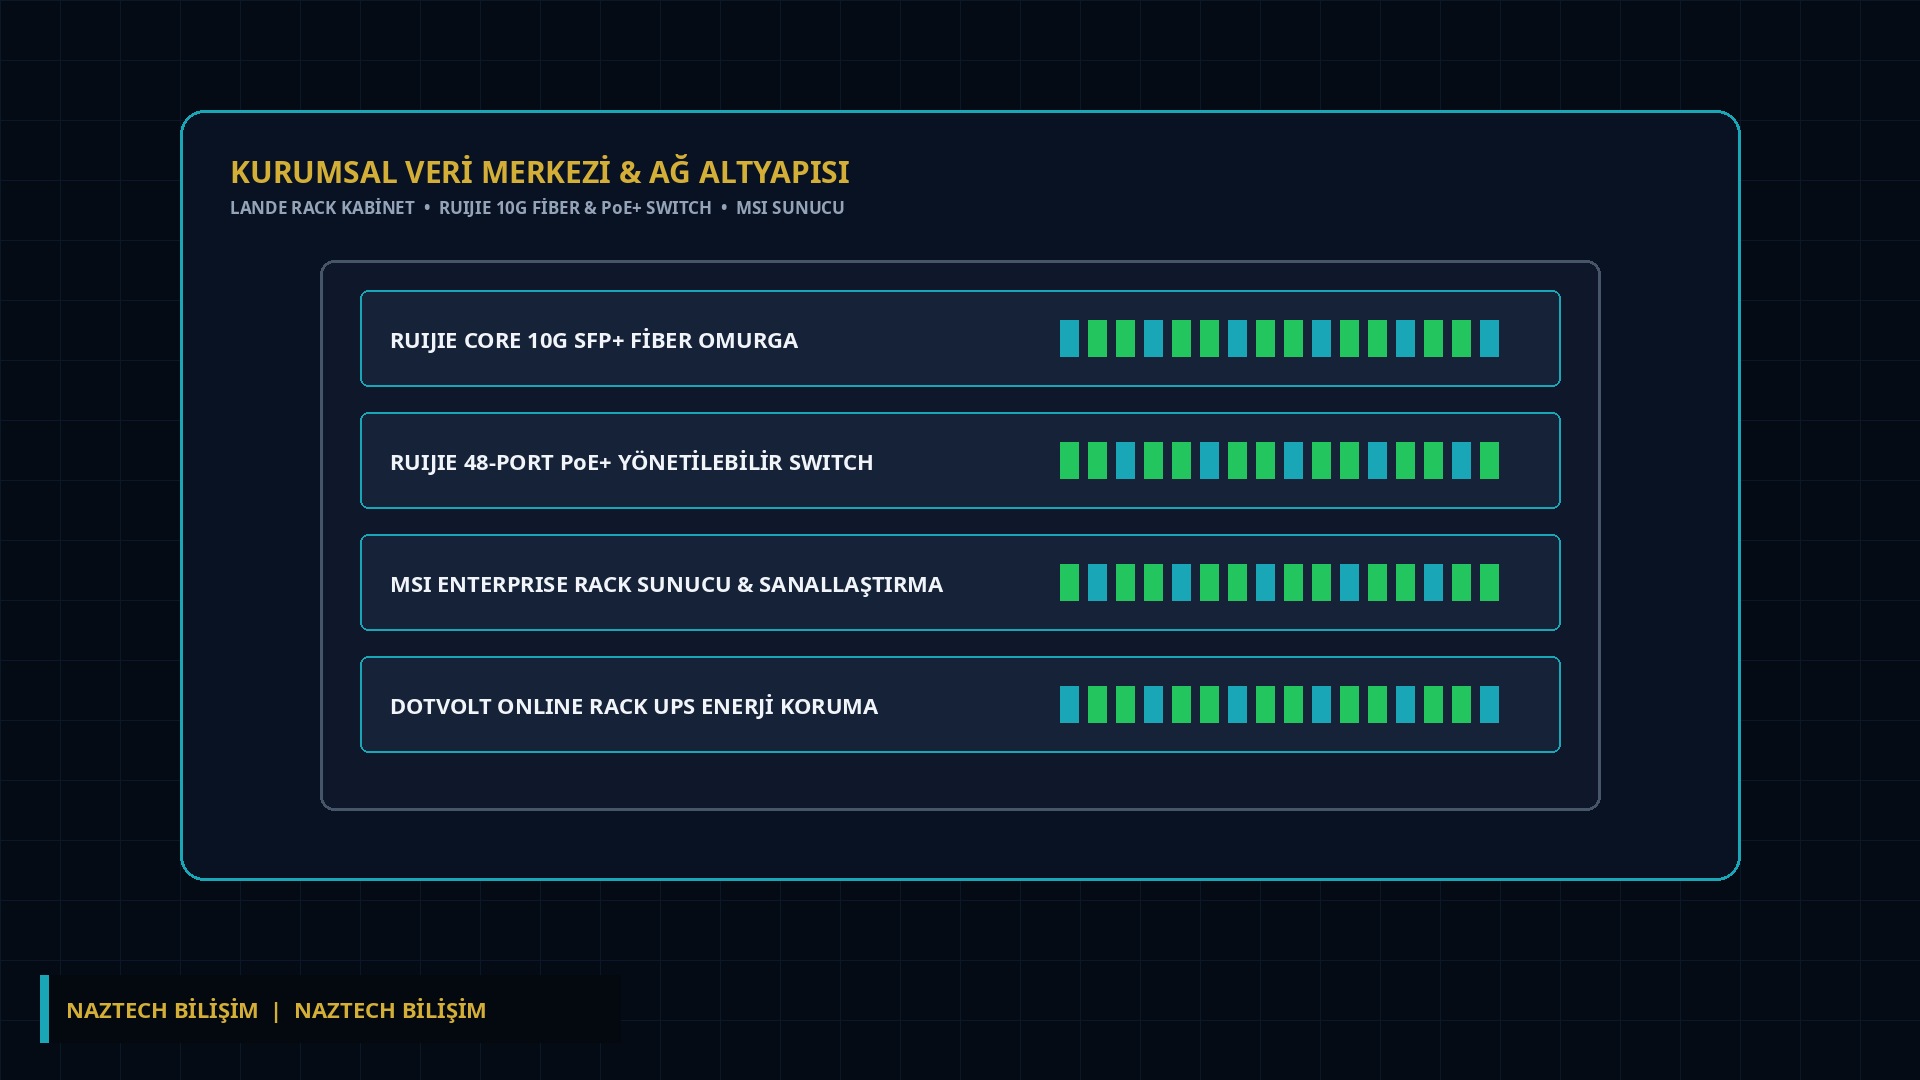 KURUMSAL VERİ MERKEZİ & AĞ ALTYAPISI
LANDE RACK KABİNET • RUIJIE 10G FİBER & PoE+ SWITCH • MSI SUNUCU
RUIJIE CORE 10G SFP+ FİBER OMURGA
RUIJIE 48-PORT PoE+ YÖNETİLEBİLİR SWITCH
MSI ENTERPRISE RACK SUNUCU & SANALLAŞTIRMA
DOTVOLT ONLINE RACK UPS ENERJİ KORUMA
NAZTECH BİLİŞİM | NAZTECH BİLİŞİM